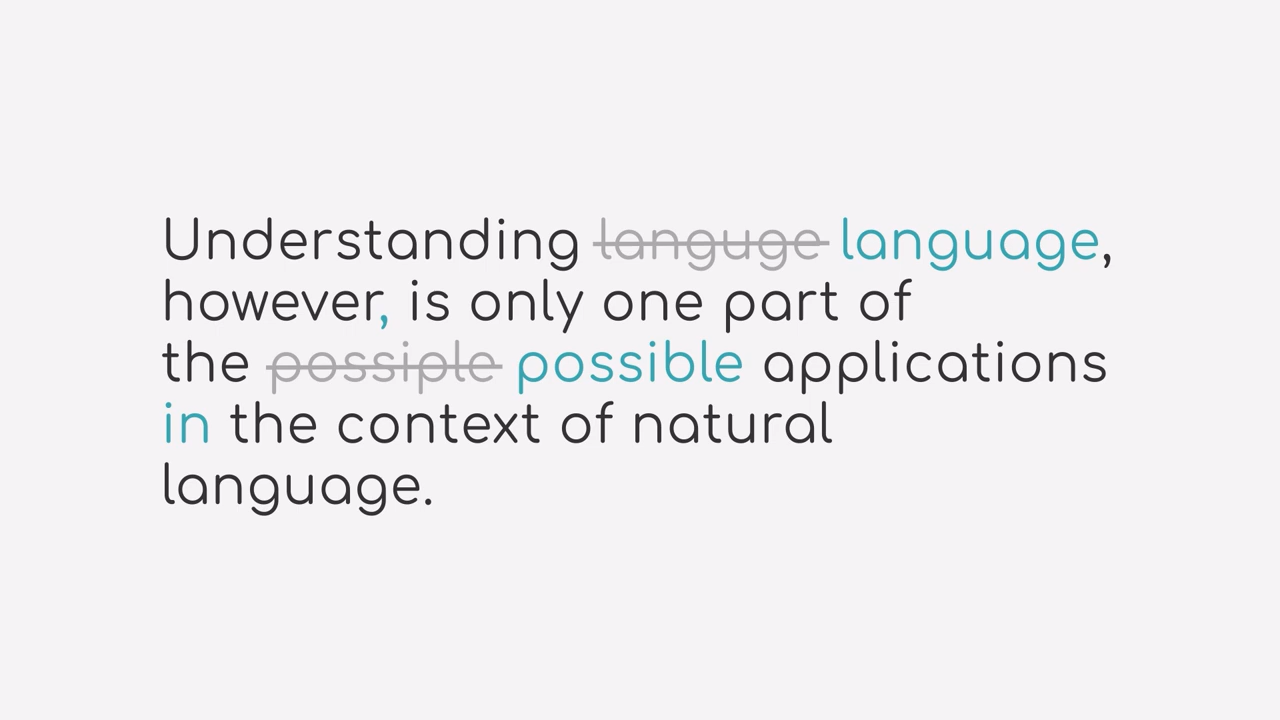 Understanding languge language,
however, is only one part of
the possiple possible applications
in the context of natural
language.